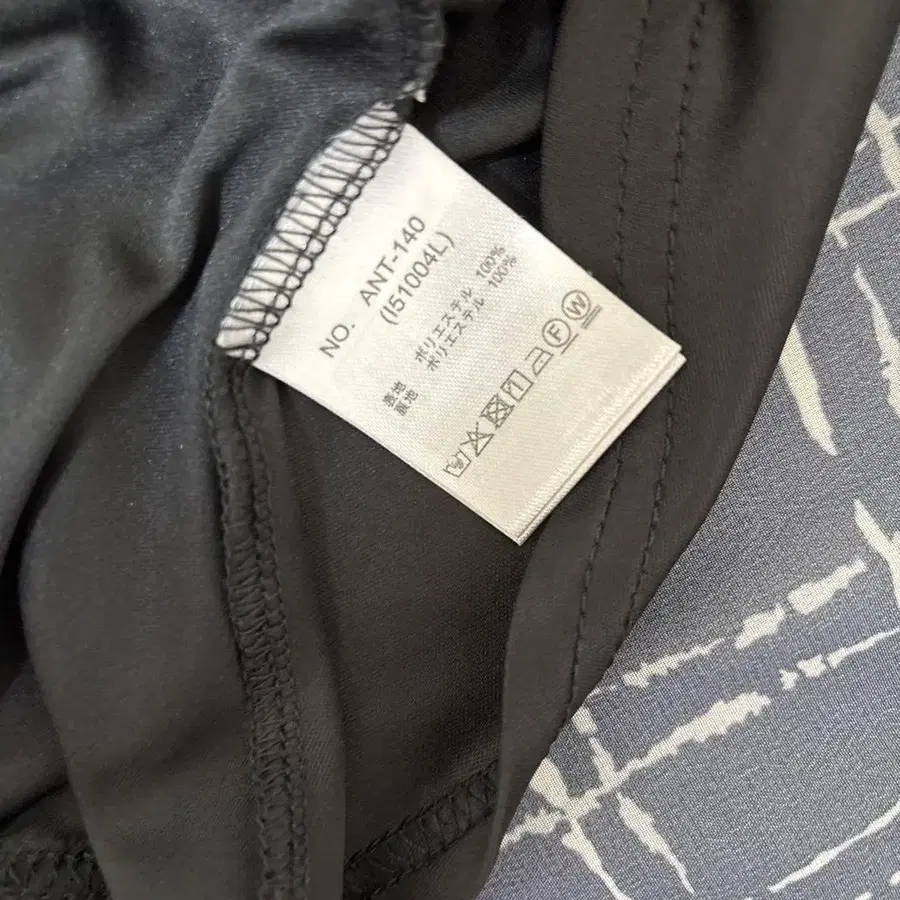 NO. ANT-140
(I51004L)
表地 ポリエステル 100%
裏地 ポリエステル 100%
F W